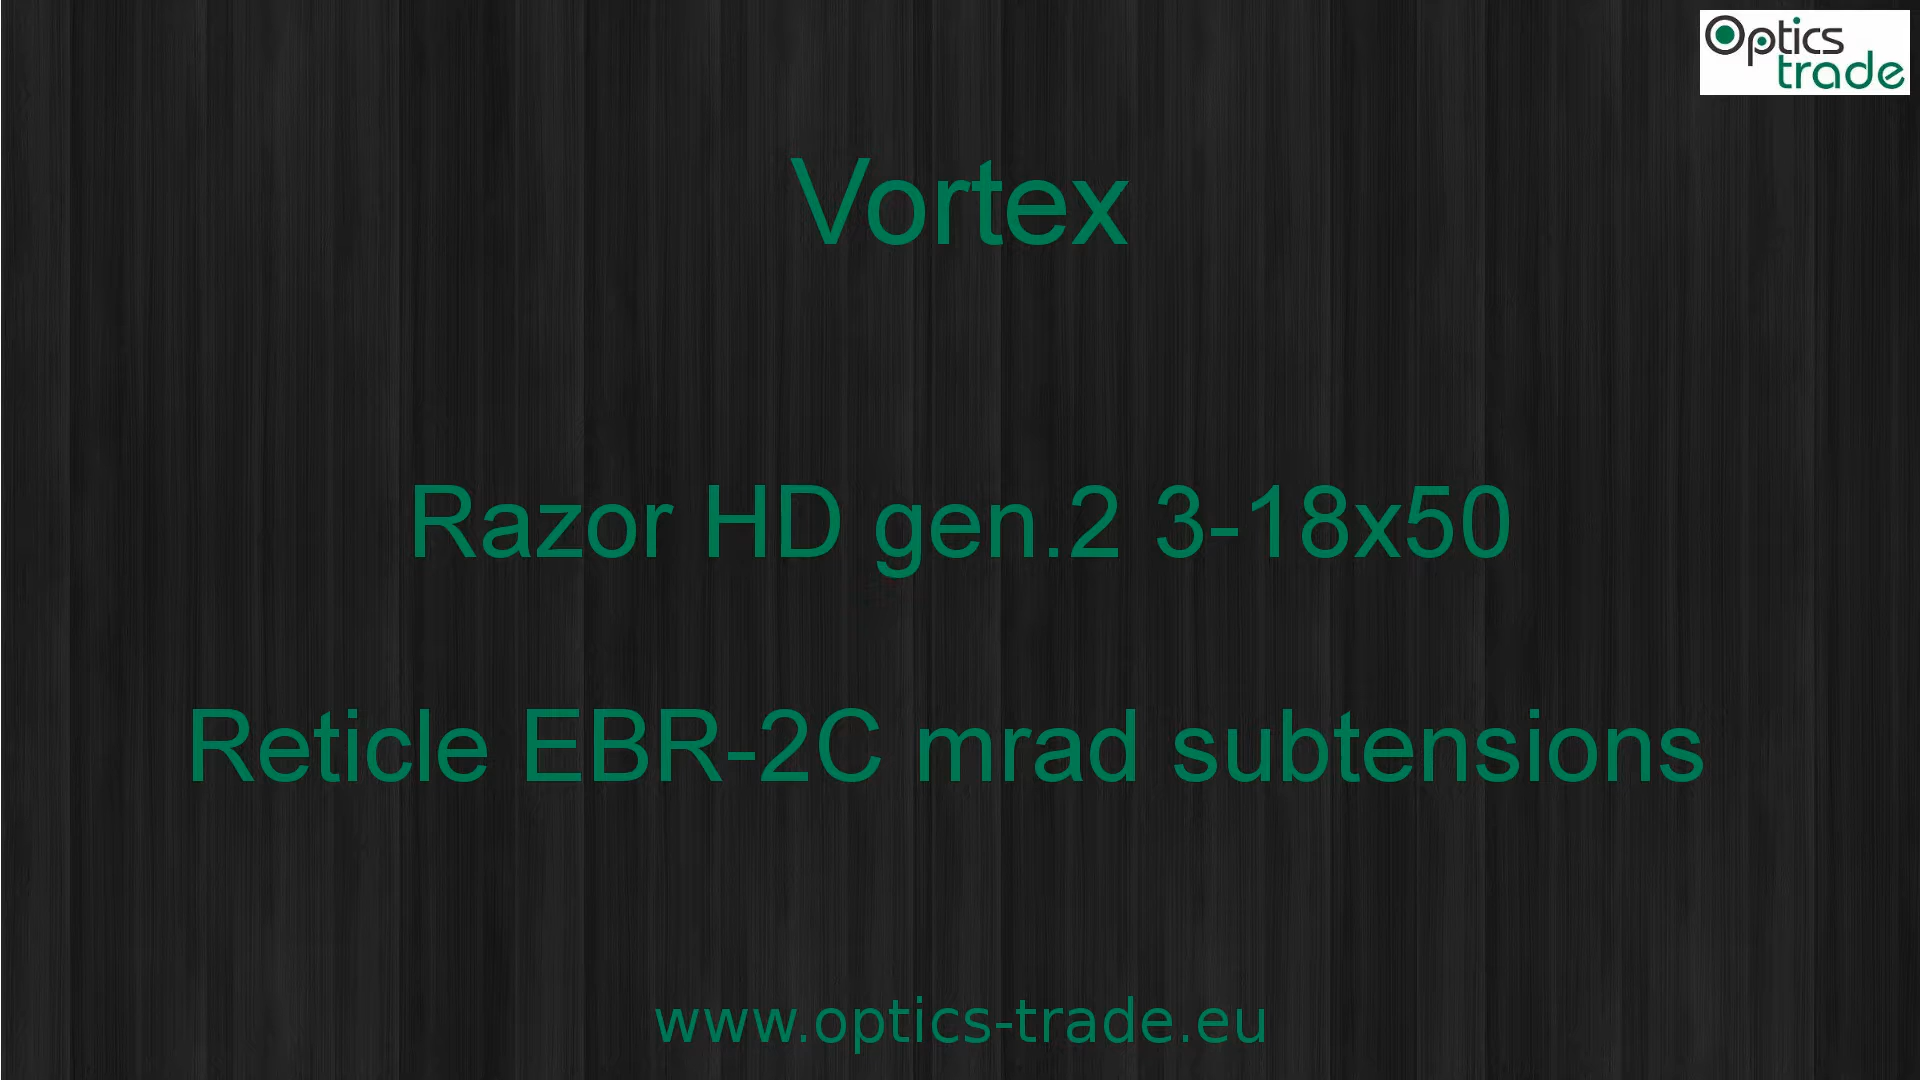 Optics
trade
Vortex
Razor HD gen.2 3-18x50
Reticle EBR-2C mrad subtensions
www.optics-trade.eu